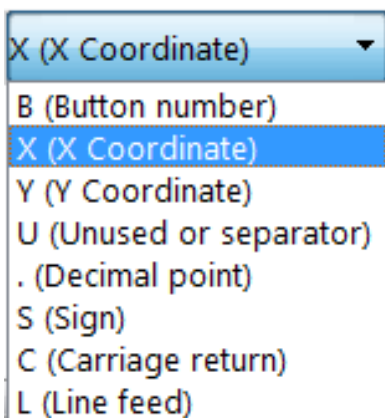 X (X Coordinate)
B (Button number)
X (X Coordinate)
Y (Y Coordinate)
U (Unused or separator)
. (Decimal point)
S (Sign)
C (Carriage return)
L (Line feed)